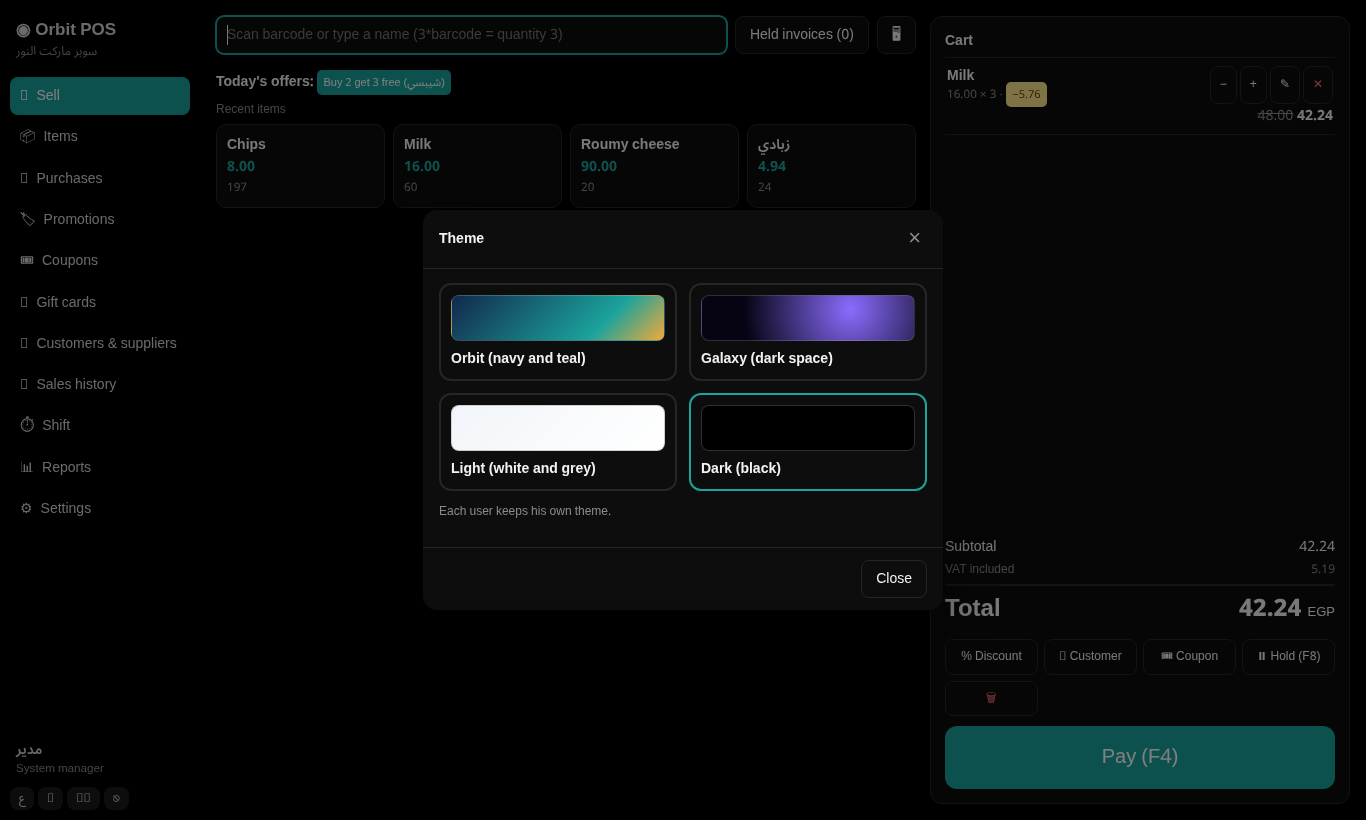 Orbit POS
سوبر ماركت النور
Sell
Items
Purchases
Promotions
Coupons
Gift cards
Customers & suppliers
Sales history
Shift
Reports
Settings
مدير
System manager
ع
Scan barcode or type a name (3*barcode = quantity 3)
Held invoices (0)
Today's offers: Buy 2 get 3 free (شيبسي)
Recent items
Chips
8.00
197
Milk
16.00
60
Roumy cheese
90.00
20
زبادي
4.94
24
Theme
×
Orbit (navy and teal)
Galaxy (dark space)
Light (white and grey)
Dark (black)
Each user keeps his own theme.
Close
Cart
Milk
16.00 × 3 · −5.76
− + ✎ ✕
48.00 42.24
Subtotal 42.24
VAT included 5.19
Total 42.24 EGP
% Discount
Customer
Coupon
Hold (F8)
Pay (F4)